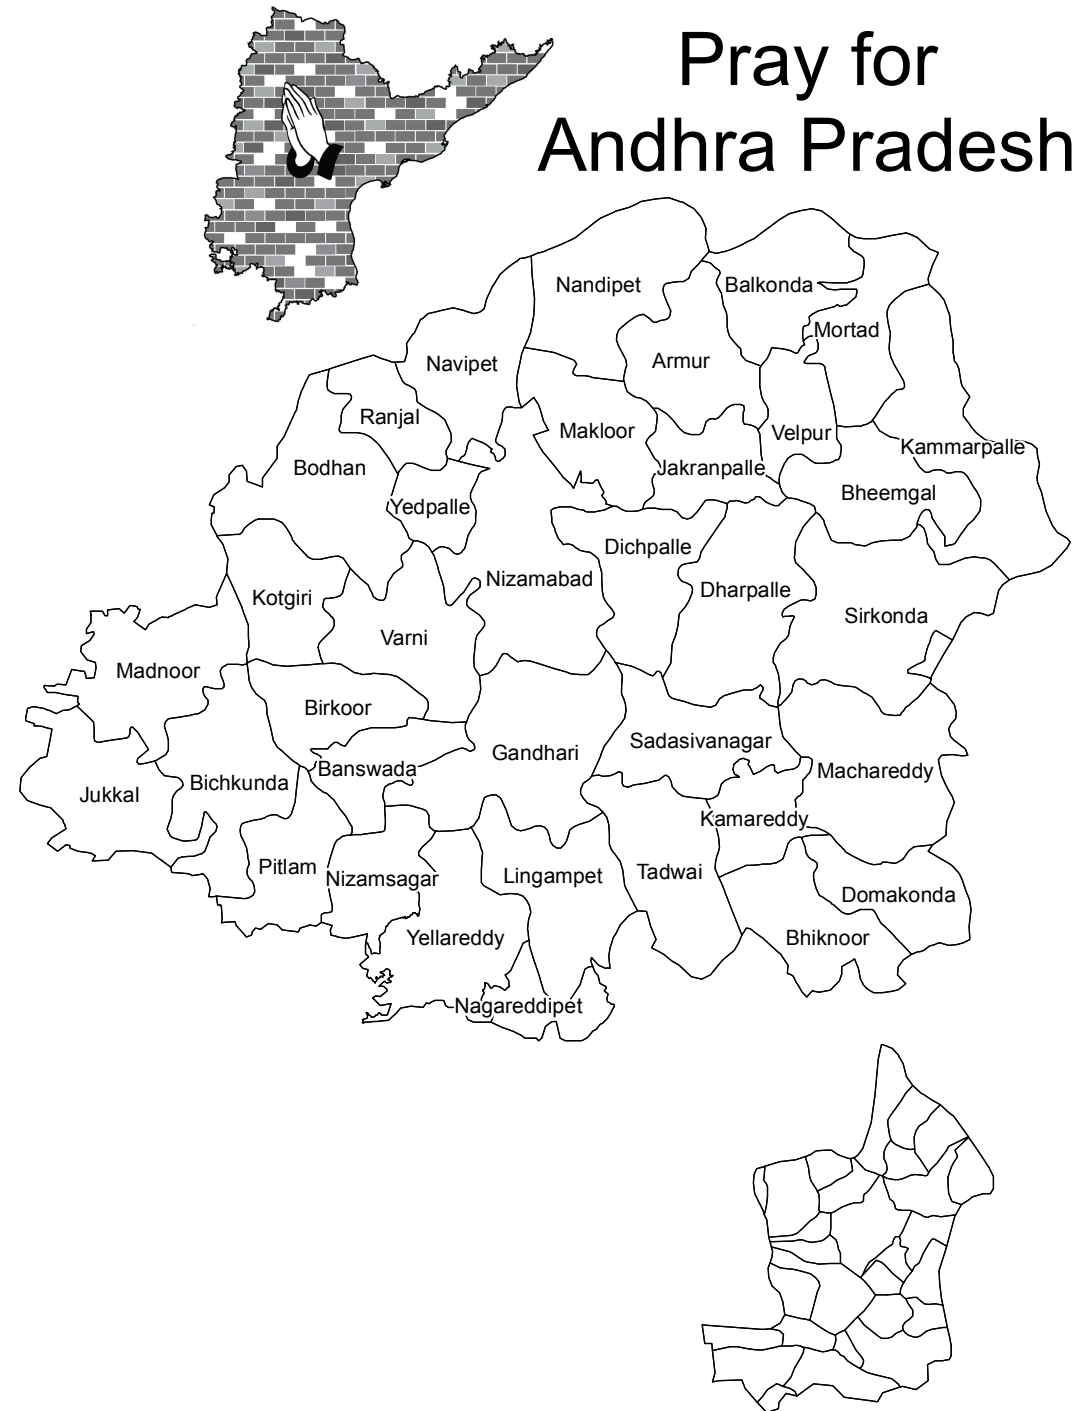 Pray for
Andhra Pradesh
Nandipet
Balkonda
Mortad
Navipet
Armur
Ranjal
Makloor
Velpur
Kammarpalle
Bodhan
Jakranpalle
Bheemgal
Yedpalle
Dichpalle
Nizamabad
Dharpalle
Kotgiri
Sirkonda
Varni
Madnoor
Birkoor
Sadasivanagar
Gandhari
Banswada
Machareddy
Bichkunda
Jukkal
Kamareddy
Pitlam
Nizamsagar
Lingampet
Tadwai
Domakonda
Yellareddy
Bhiknoor
Nagareddipet